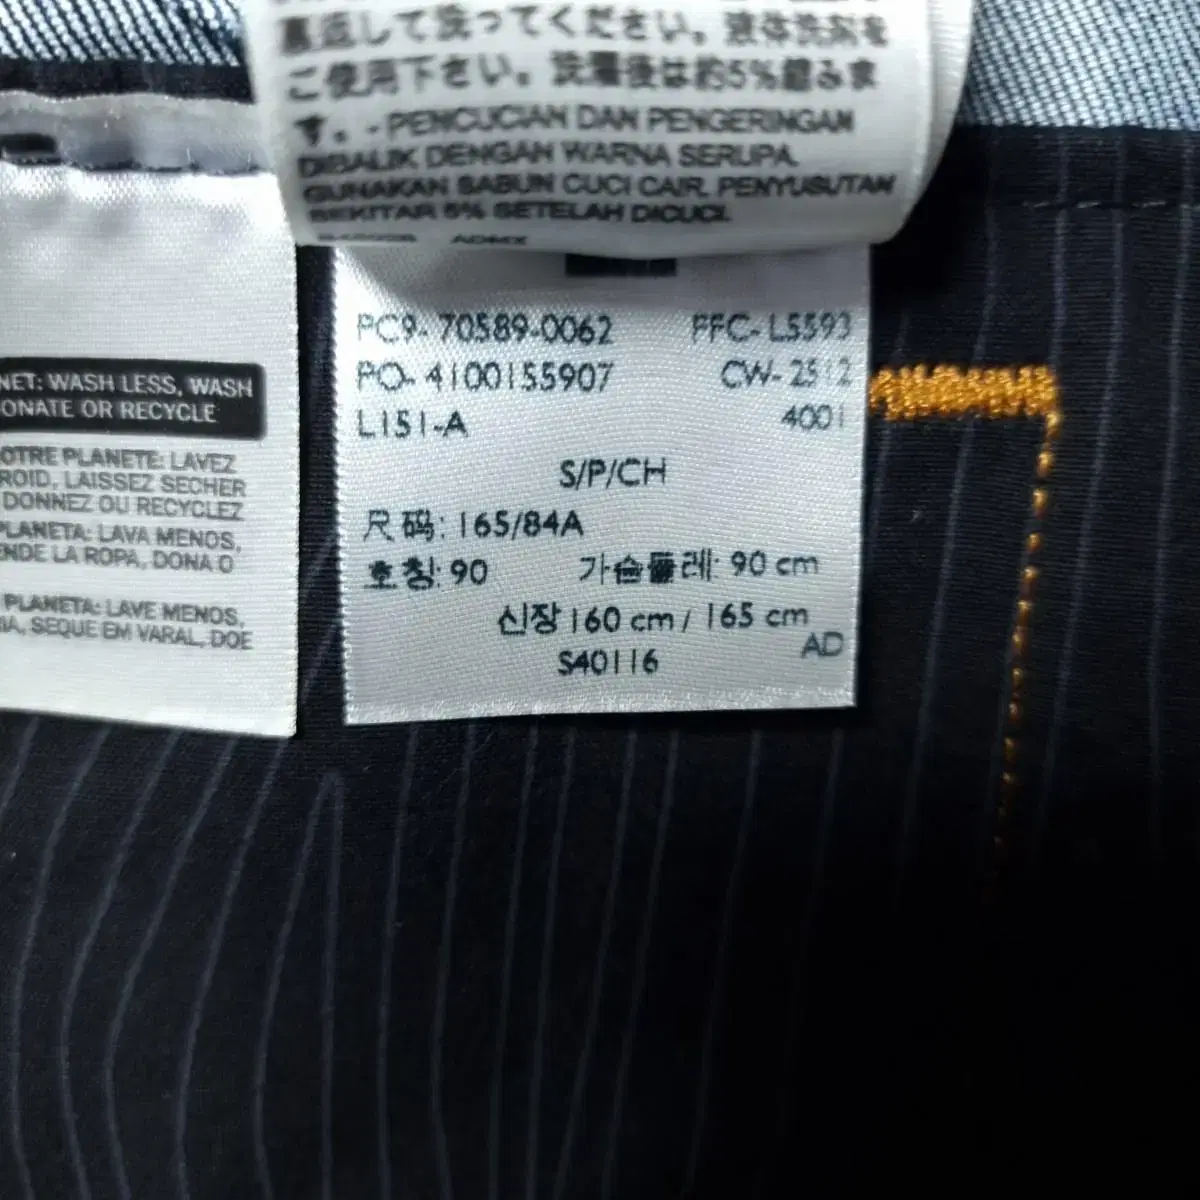 裏返して洗ってください。液体洗剤を
ご使用下さい。洗濯後は約5%縮みま
す。- PENCUCIAN DAN PENGERINGAN
DIBALIK DENGAN WARNA SERUPA.
GUNAKAN SABUN CUCI CAIR. PENYUSUTAN
SEKITAR 5% SETELAH DICUCI.
NET: WASH LESS, WASH
ONATE OR RECYCLE
OTRE PLANETE: LAVEZ
ROID, LAISSEZ SECHER
DONNEZ OU RECYCLEZ
PLANETA: LAVA MENOS,
ENDE LA ROPA, DONA O
PLANETA: LAVE MENOS,
IA, SEQUE EM VARAL, DOE
PC9- 70589-0062 FFC- L5593
PO- 4100155907 CW- 2512
L151-A 4001
S/P/CH
尺码: 165/84A
호칭: 90 가슴둘레: 90 cm
신장 160 cm / 165 cm
S40116 AD